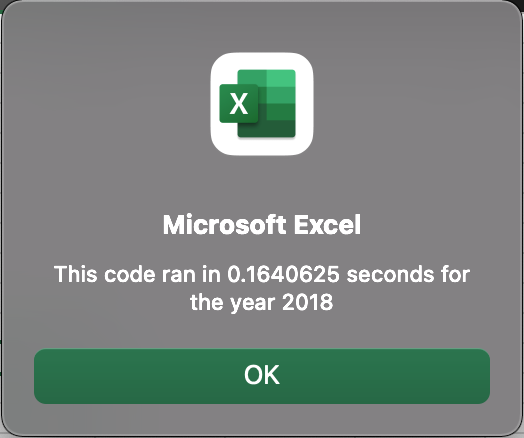 X
Microsoft Excel
This code ran in 0.1640625 seconds for
the year 2018
OK